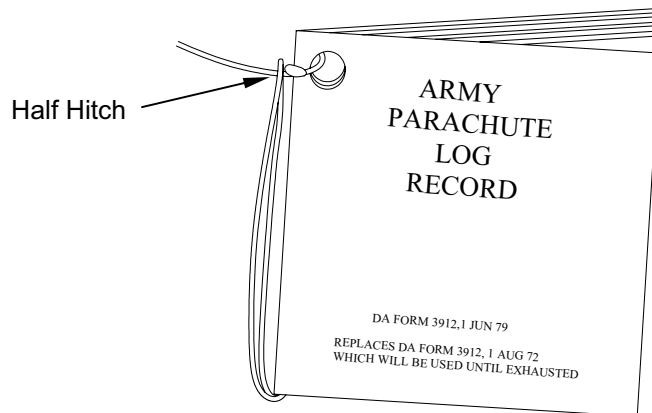 Half Hitch
ARMY
PARACHUTE
LOG
RECORD
DA FORM 3912,1 JUN 79
REPLACES DA FORM 3912, 1 AUG 72
WHICH WILL BE USED UNTIL EXHAUSTED